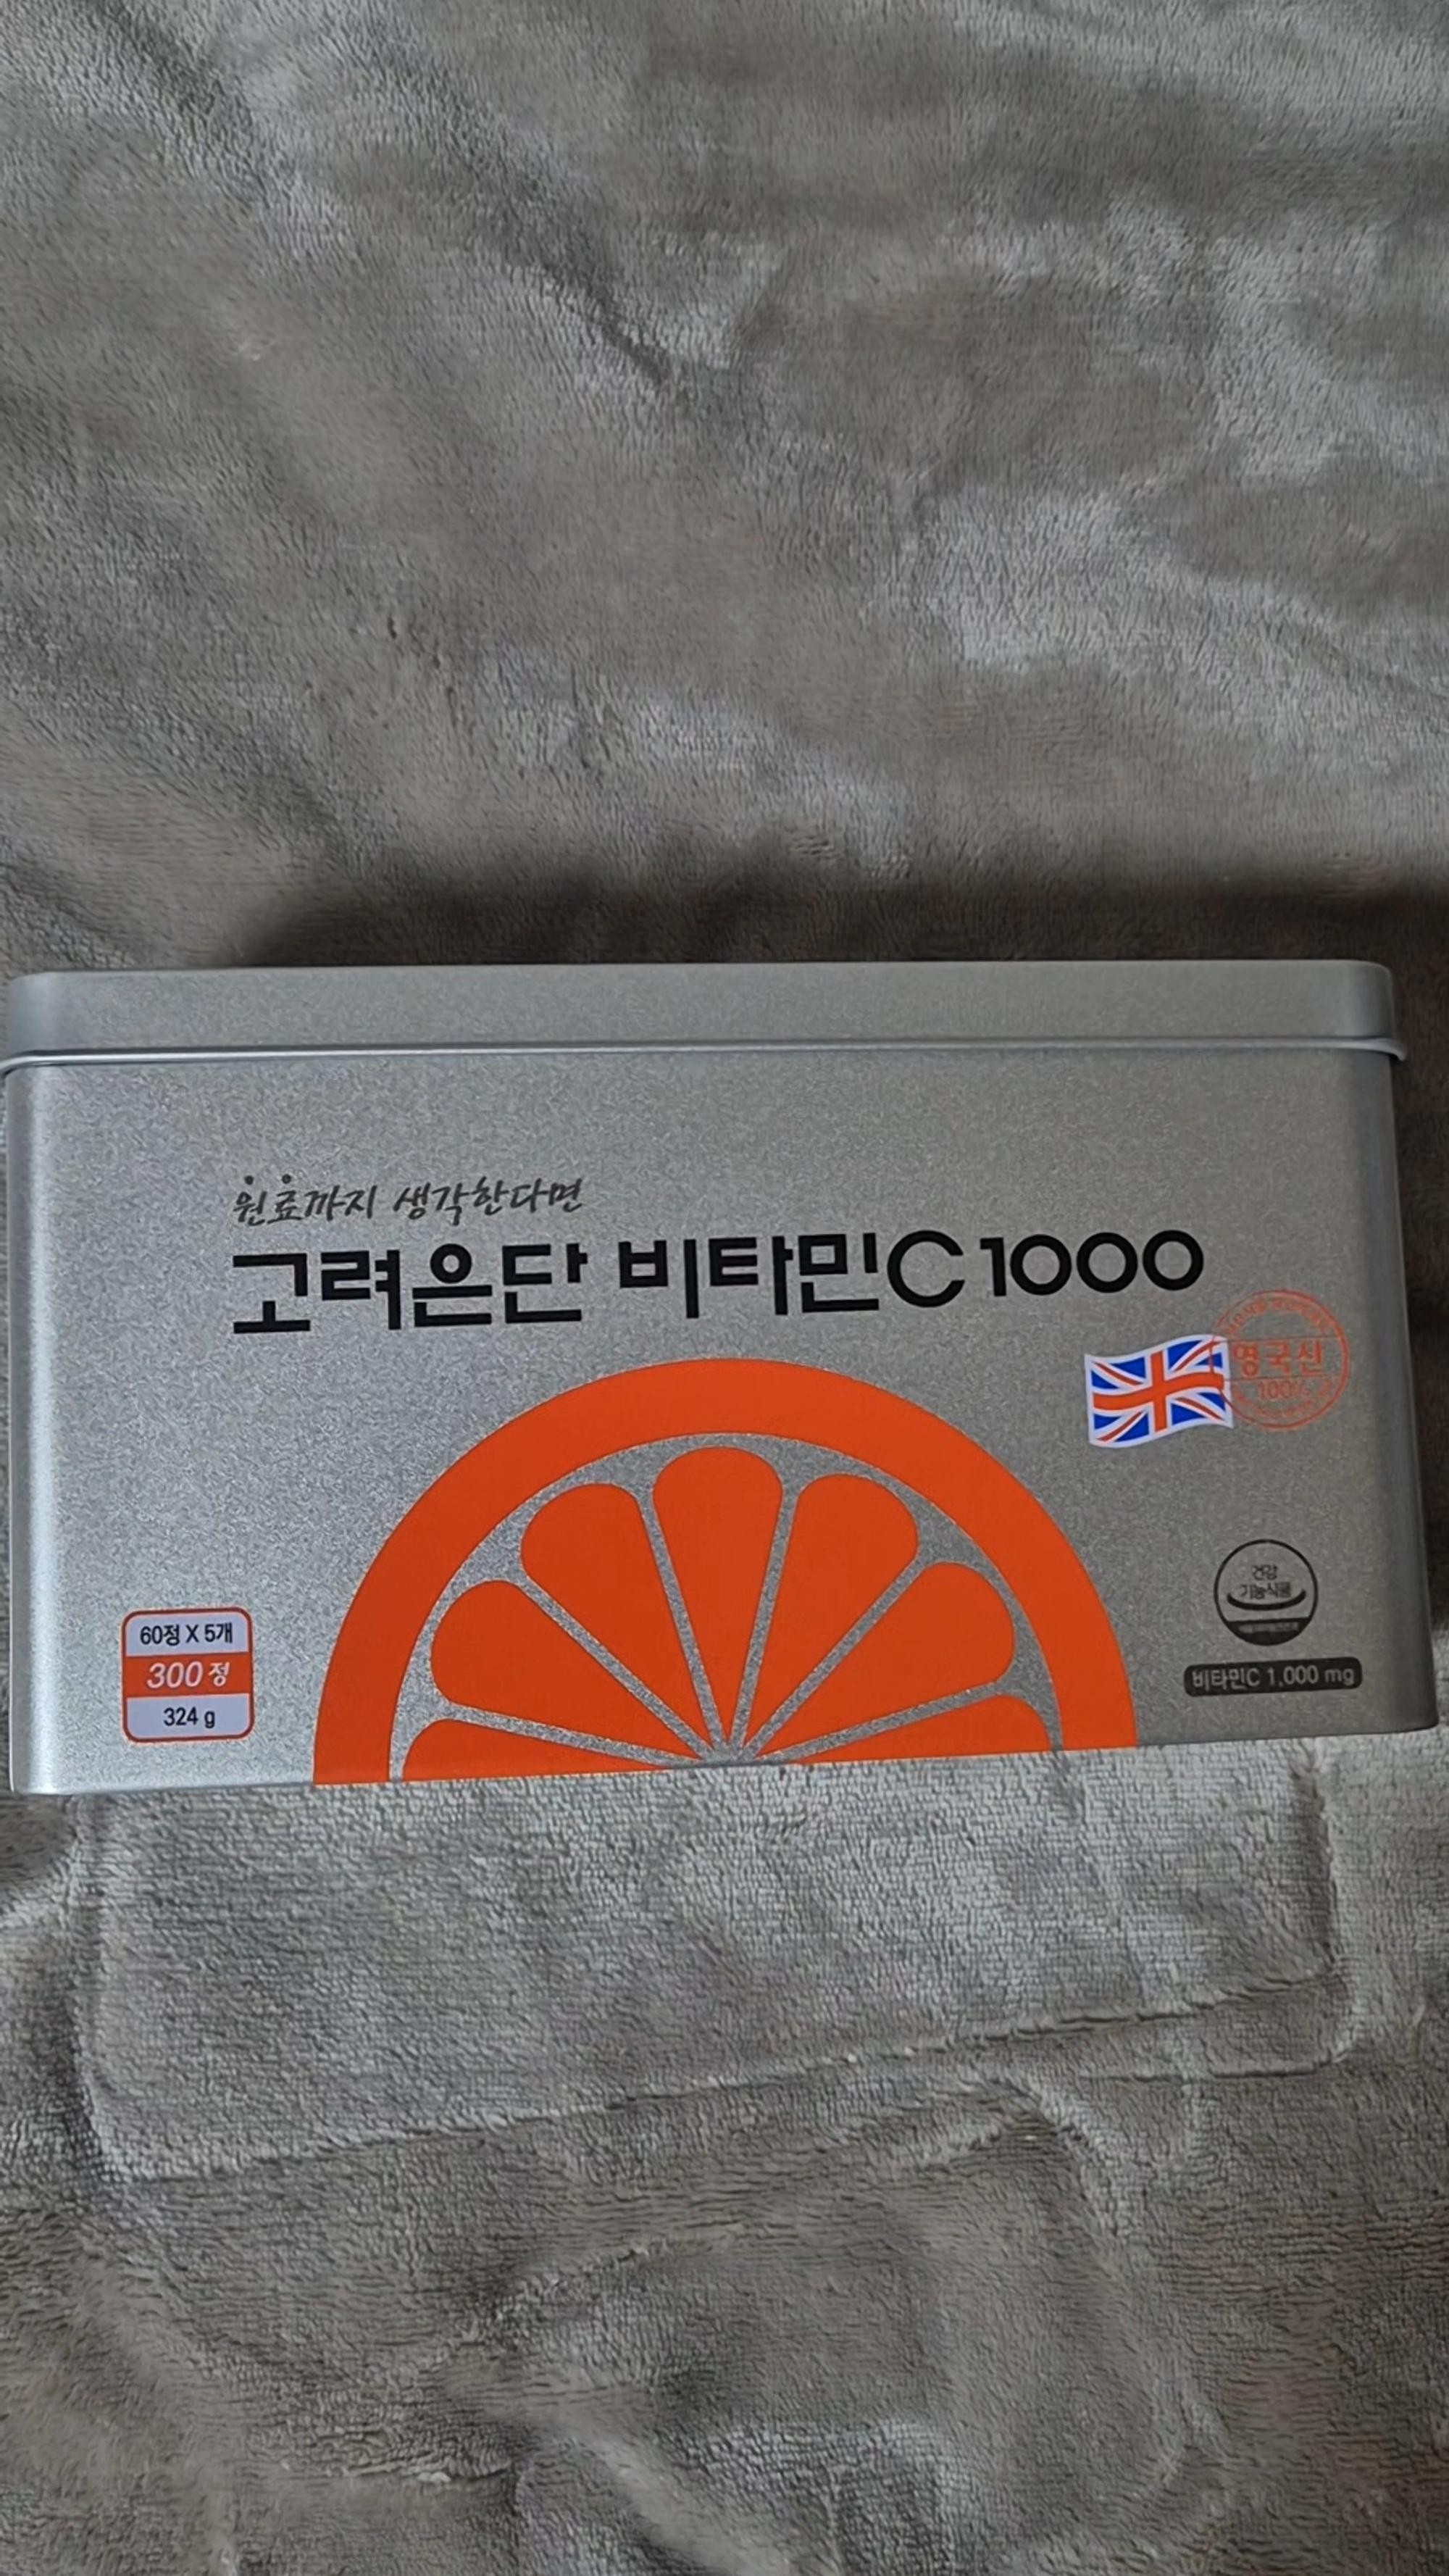 원료까지 생각한다면
고려은단 비타민C 1000
영국산
100%
60정 X 5개
300정
324 g
건강
기능식품
비타민C 1,000 mg